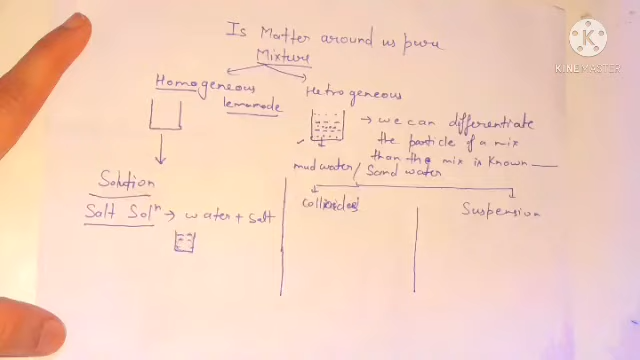 Is Matter around us pure
Mixture
Homogeneous
lemonade
Hetrogeneous
→ we can differentiate
the particle of a mix
than the mix is known
mud water / Sand water
Solution
Salt Solⁿ → water + salt
Suspension
KINEMASTER